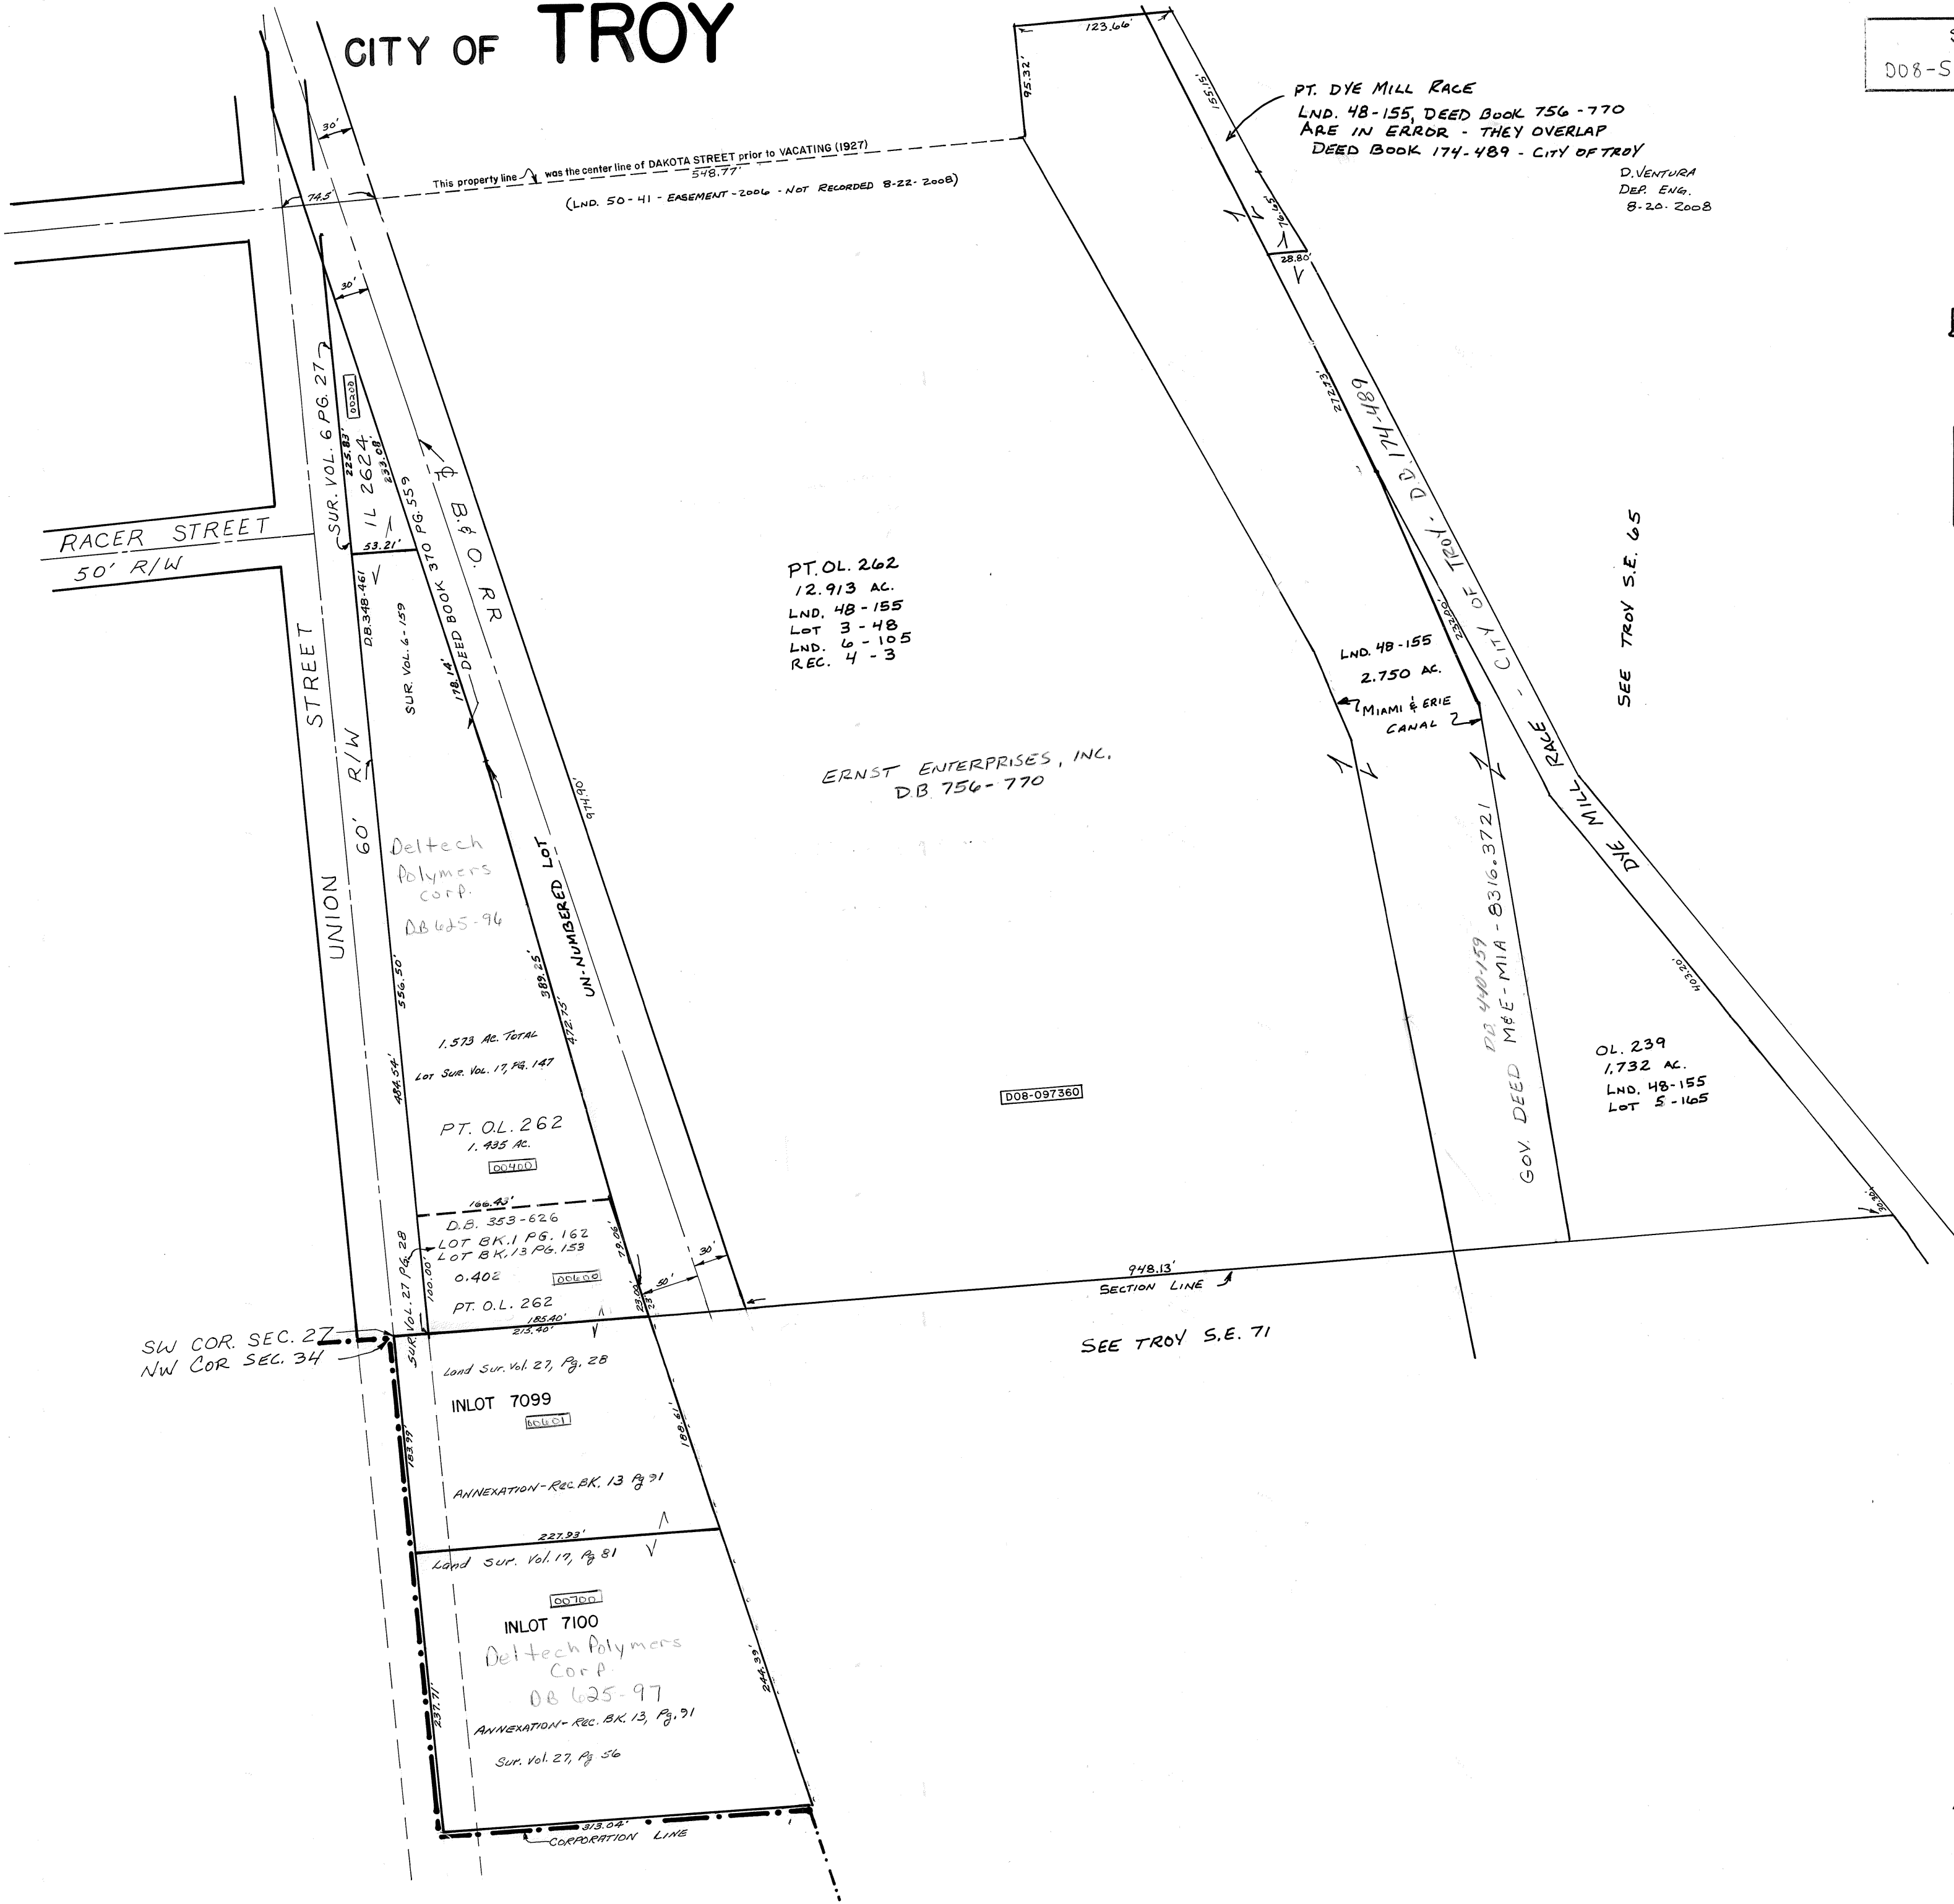 CITY OF TROY
D08-S
123.66'
95.32'
155.15'
PT. DYE MILL RACE
LND. 48-155, DEED BOOK 756-770
ARE IN ERROR - THEY OVERLAP
DEED BOOK 174-489 - CITY OF TROY
D. VENTURA
DEP. ENG.
8-20-2008
30'
This property line was the center line of DAKOTA STREET prior to VACATING (1927)
548.77'
(LND. 50-41 - EASEMENT-2006 - NOT RECORDED 8-22-2008)
74.5'
76.65'
28.80'
30'
SUR. VOL. 6 PG. 27
00200
225.83'
IL 2624
233.08'
53.21'
RACER STREET
50' R/W
DEED BOOK 370 PG. 559
℄ B. & O. RR
D.B. 348-461
SUR. VOL. 6-159
178.14'
UNION STREET
60' R/W
272.73'
CITY OF TROY - D.B. 174-489
232.00'
SEE TROY S.E. 65
PT. OL. 262
12.913 AC.
LND. 48-155
LOT 3-48
LND. 6-105
REC. 4-3
LND. 48-155
2.750 AC.
MIAMI & ERIE
CANAL
ERNST ENTERPRISES, INC.
D.B. 756-770
974.90'
DYE MILL RACE
Deltech
Polymers
Corp.
DB 625-96
556.50'
484.54'
389.25'
472.75'
UN-NUMBERED LOT
1.573 AC. TOTAL
LOT SUR. VOL. 17, PG. 147
PT. O.L. 262
1.435 AC.
00400
D08-097360
D.B. 440-159
GOV. DEED M&E-MIA-8316.3721
403.20'
OL. 239
1.732 AC.
LND. 48-155
LOT 5-165
30.30'
166.43'
D.B. 353-626
LOT BK. 1 PG. 162
LOT BK. 13 PG. 153
0.402
00600
PT. O.L. 262
SUR. VOL. 27 PG. 28
100.00'
79.06'
23.00'
23'
50'
30'
185.40'
215.40'
948.13'
SECTION LINE
SEE TROY S.E. 71
SW COR. SEC. 27
NW COR SEC. 34
Land Sur. Vol. 27, Pg. 28
INLOT 7099
00601
183.99'
188.61'
ANNEXATION-REC. BK. 13 Pg 91
227.93'
Land Sur. Vol. 17, Pg 81
00700
INLOT 7100
Deltech Polymers
Corp.
DB 625-97
ANNEXATION-REC. BK. 13, Pg. 91
Sur. Vol. 27, Pg 56
237.71'
244.39'
313.04'
CORPORATION LINE